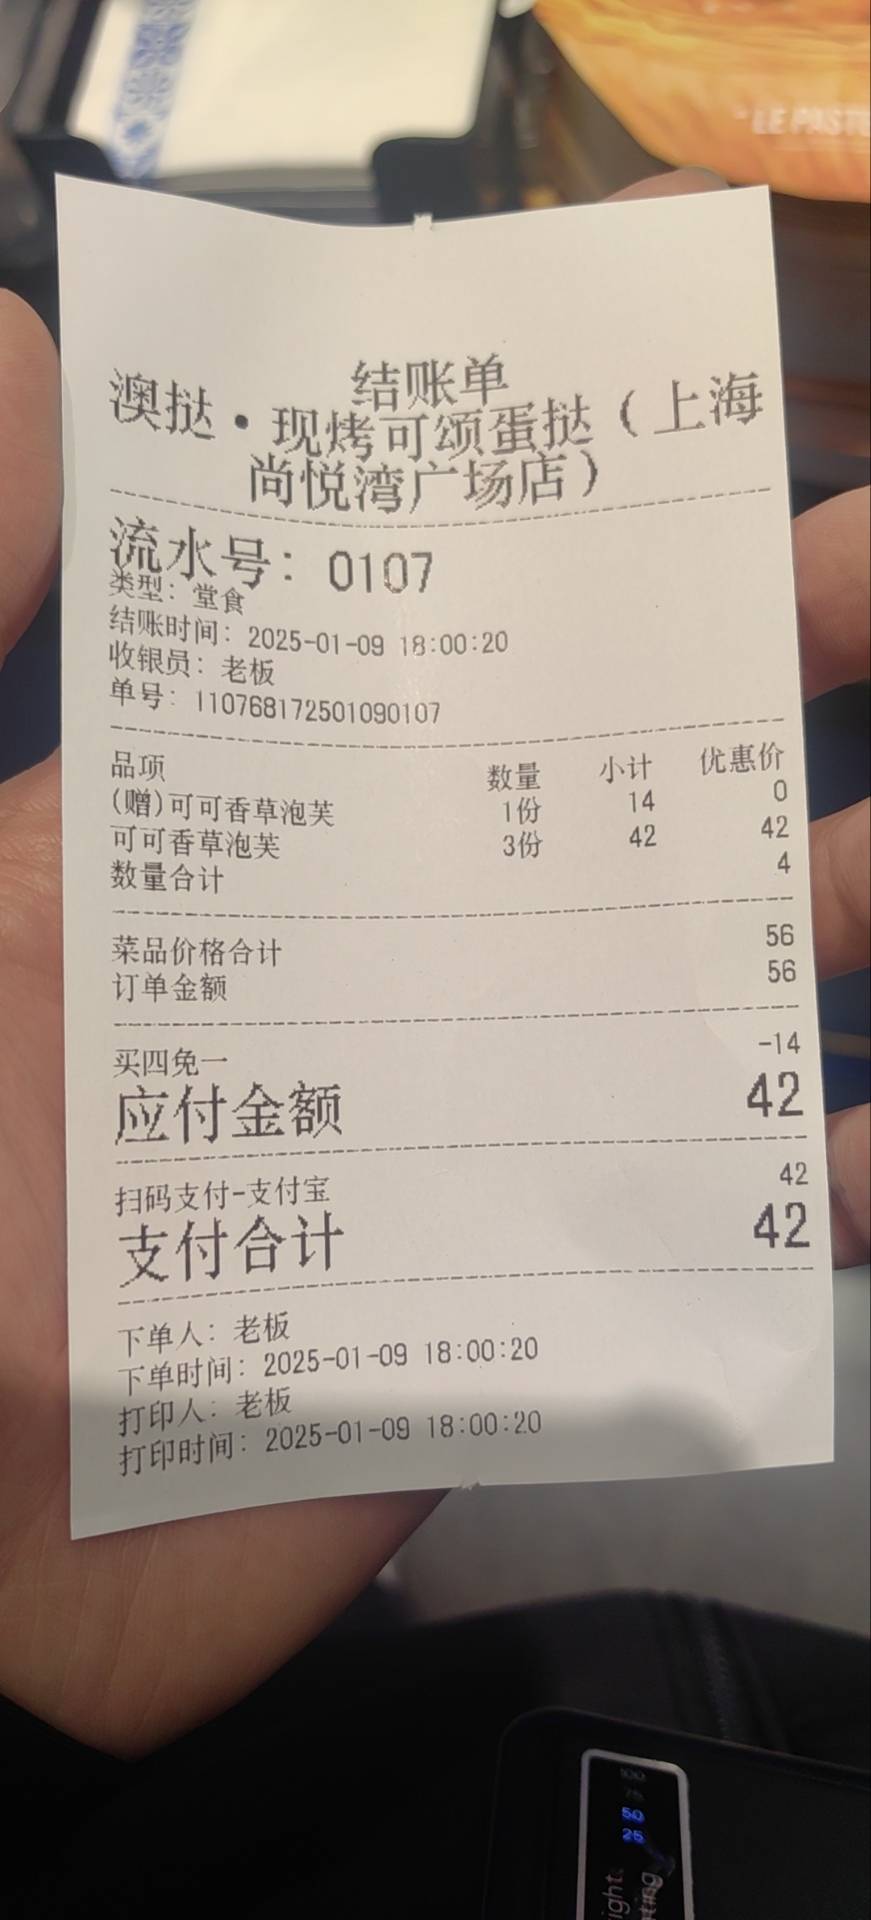 "LE PAST
结账单
澳挞·现烤可颂蛋挞（上海
尚悦湾广场店）
流水号：0107
类型：堂食
结账时间：2025-01-09 18:00:20
收银员：老板
单号：110768172501090107
品项 数量 小计 优惠价
(赠)可可香草泡芙 1份 14 0
可可香草泡芙 3份 42 42
数量合计 4
菜品价格合计 56
订单金额 56
买四免一 -14
应付金额 42
扫码支付-支付宝 42
支付合计 42
下单人：老板
下单时间：2025-01-09 18:00:20
打印人：老板
打印时间：2025-01-09 18:00:20
100
75
50
25